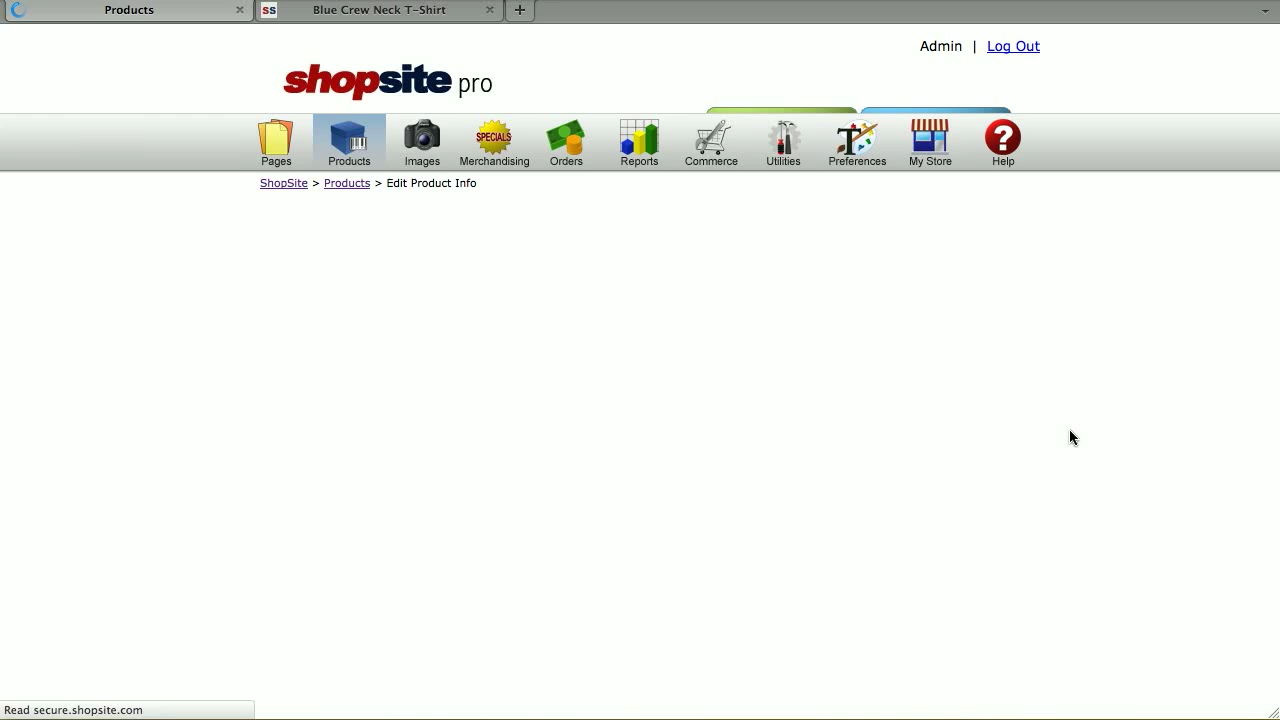 Products
SS Blue Crew Neck T-Shirt
Admin | Log Out
shopsite pro
SPECIALS
Pages Products Images Merchandising Orders Reports Commerce Utilities Preferences My Store Help
ShopSite > Products > Edit Product Info
Read secure.shopsite.com